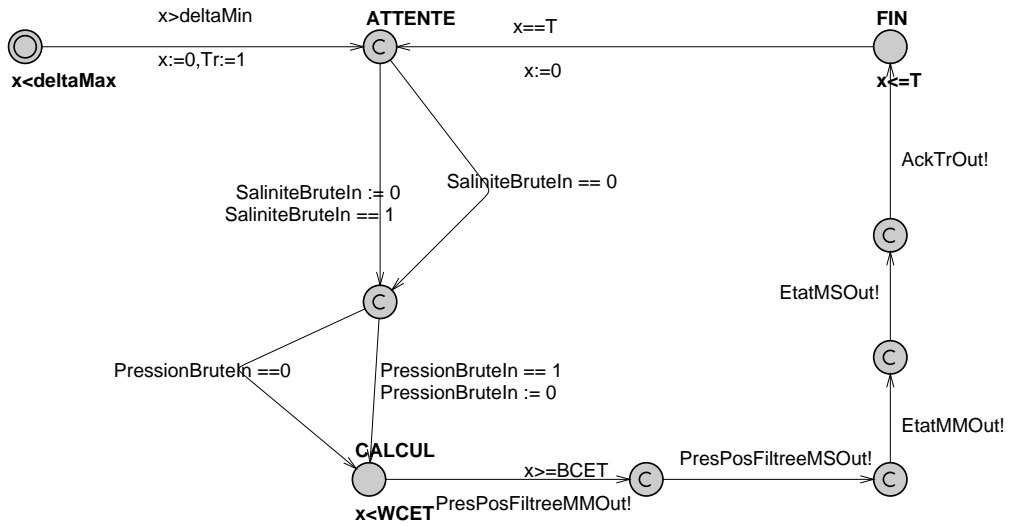 x>deltaMin
ATTENTE
x==T
FIN
x:=0,Tr:=1
x:=0
x<deltaMax
x<=T
AckTrOut!
SaliniteBruteIn := 0
SaliniteBruteIn == 0
SaliniteBruteIn == 1
EtatMSOut!
PressionBruteIn ==0
PressionBruteIn == 1
PressionBruteIn := 0
EtatMMOut!
CALCUL
x>=BCET
PresPosFiltreeMSOut!
x<WCET
PresPosFiltreeMMOut!
C
C
C
C
C
C